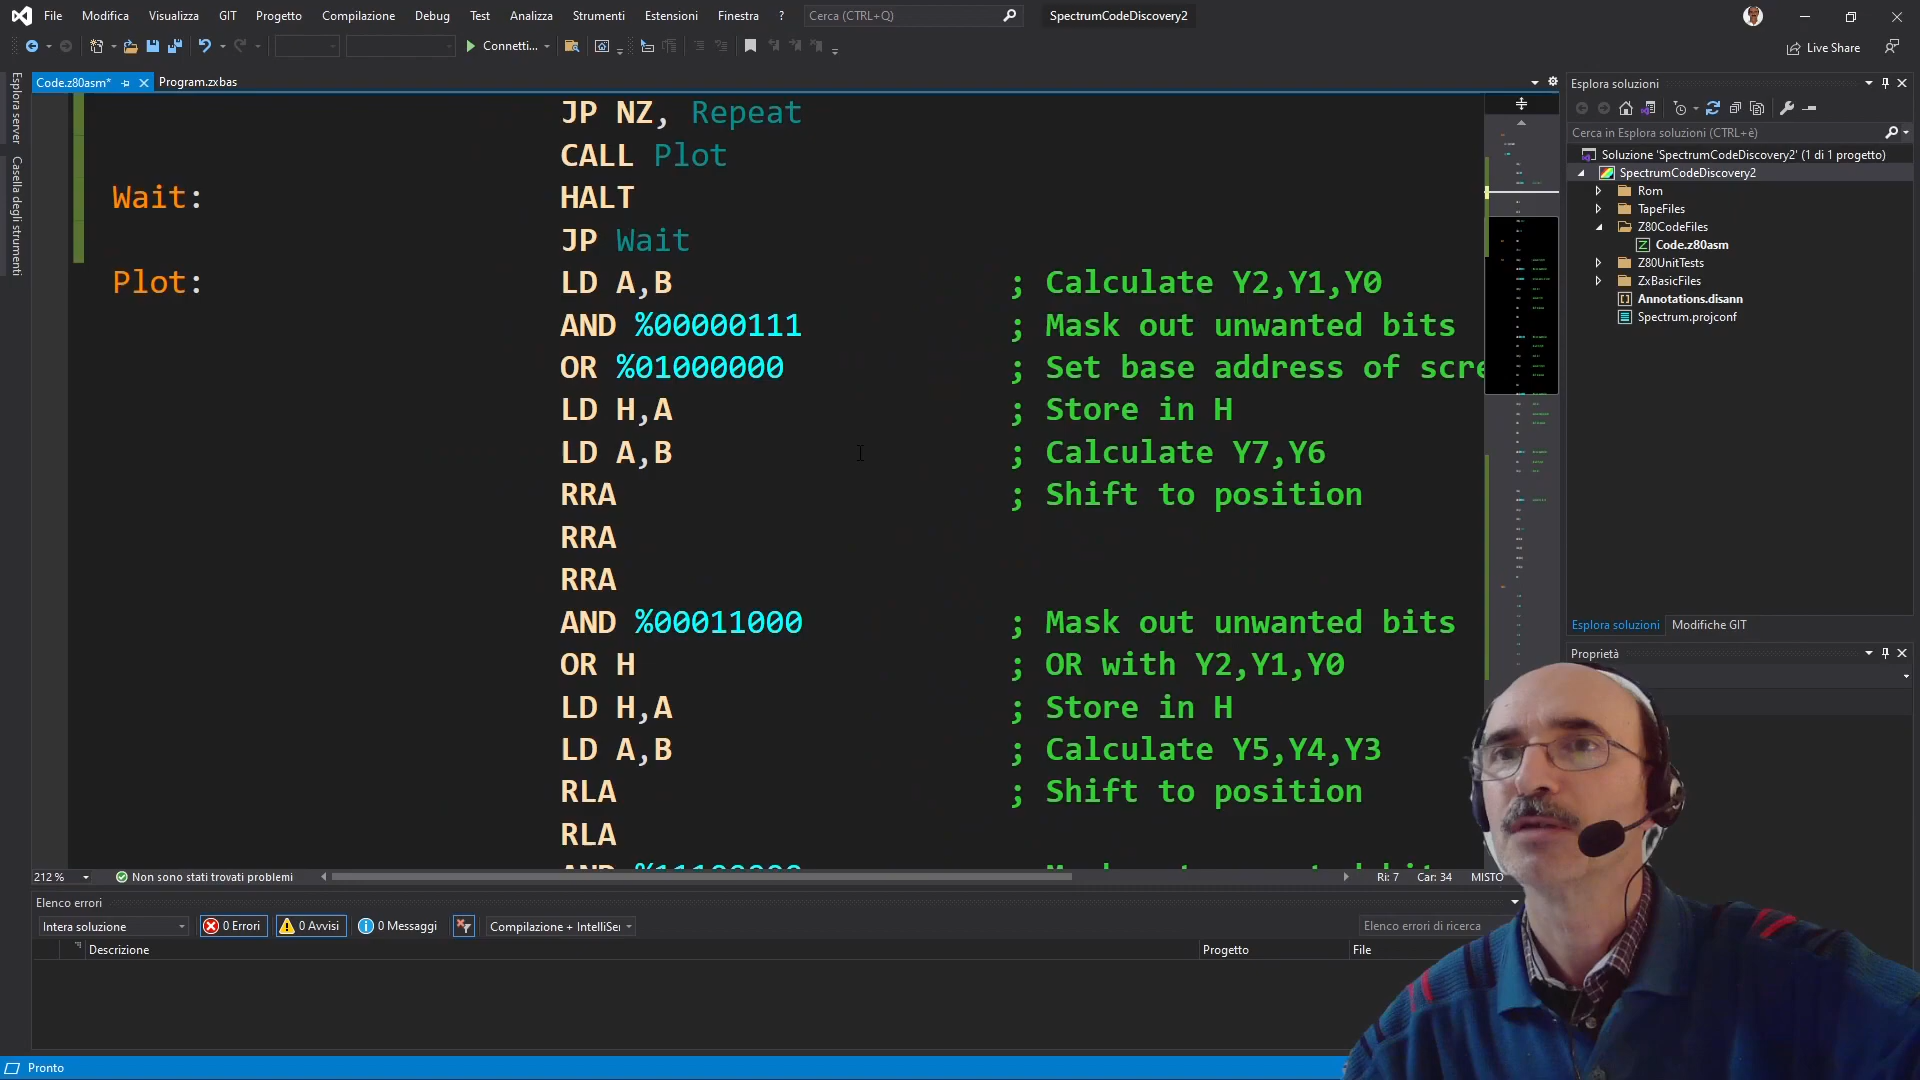 File Modifica Visualizza GIT Progetto Compilazione Debug Test Analizza Strumenti Estensioni Finestra ? Cerca (CTRL+Q) SpectrumCodeDiscovery2
Connetti... Live Share
Code.z80asm* Program.zxbas
Esplora server
Casella degli strumenti
JP NZ, Repeat
CALL Plot
Wait: HALT
JP Wait
Plot: LD A,B ; Calculate Y2,Y1,Y0
AND %00000111 ; Mask out unwanted bits
OR %01000000 ; Set base address of scre
LD H,A ; Store in H
LD A,B ; Calculate Y7,Y6
RRA ; Shift to position
RRA
RRA
AND %00011000 ; Mask out unwanted bits
OR H ; OR with Y2,Y1,Y0
LD H,A ; Store in H
LD A,B ; Calculate Y5,Y4,Y3
RLA ; Shift to position
RLA
212 % Non sono stati trovati problemi Ri: 7 Car: 34 MISTO
Elenco errori
Intera soluzione 0 Errori 0 Avvisi 0 Messaggi Compilazione + IntelliSe Elenco errori di ricerca
Descrizione Progetto File
Pronto
Esplora soluzioni
Cerca in Esplora soluzioni (CTRL+è)
Soluzione 'SpectrumCodeDiscovery2' (1 di 1 progetto)
SpectrumCodeDiscovery2
Rom
TapeFiles
Z80CodeFiles
Code.z80asm
Z80UnitTests
ZxBasicFiles
Annotations.disann
Spectrum.projconf
Esplora soluzioni Modifiche GIT
Proprietà